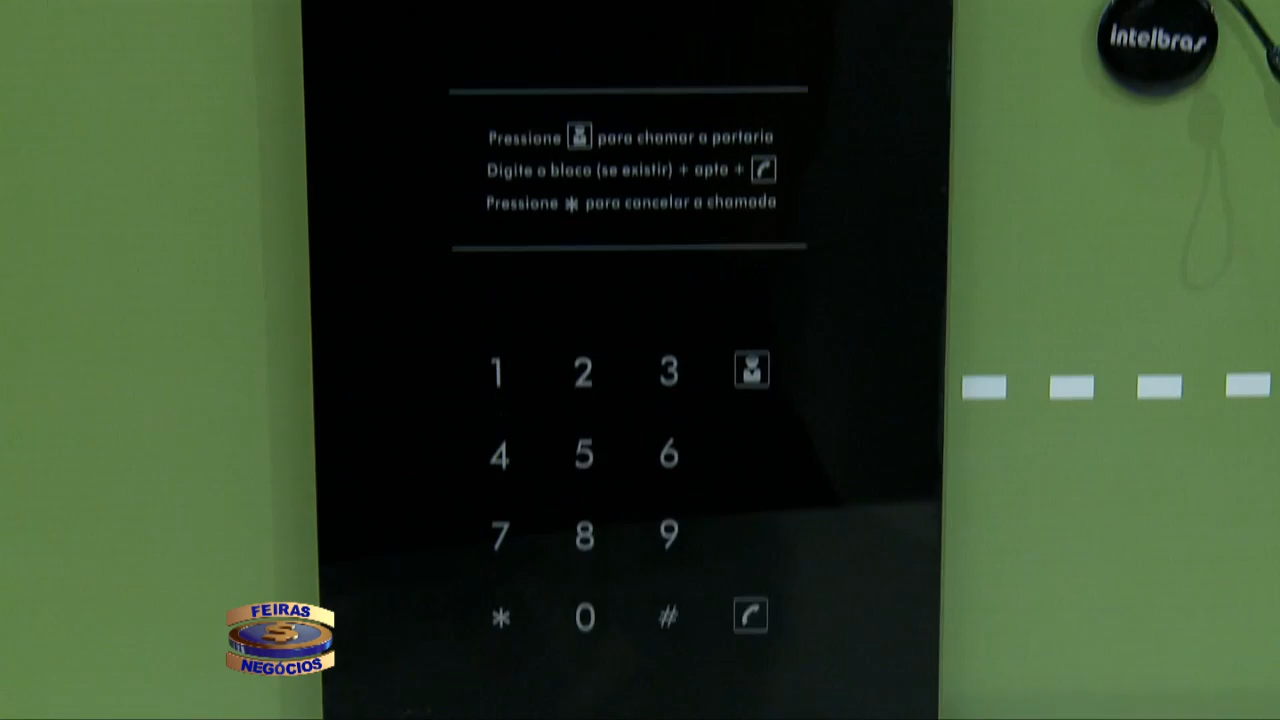 intelbras
Pressione para chamar a portaria
Digite o bloco (se existir) + apto +
Pressione * para cancelar a chamada
1 2 3
4 5 6
7 8 9
* 0 #
FEIRAS
$
NEGÓCIOS